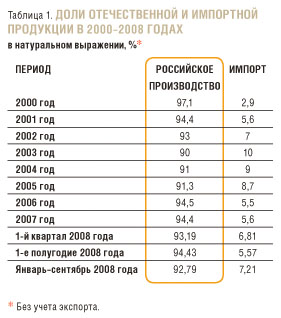 Таблица 1. ДОЛИ ОТЕЧЕСТВЕННОЙ И ИМПОРТНОЙ
ПРОДУКЦИИ В 2000-2008 ГОДАХ
в натуральном выражении, %*
ПЕРИОД РОССИЙСКОЕ ИМПОРТ
ПРОИЗВОДСТВО
2000 год 97,1 2,9
2001 год 94,4 5,6
2002 год 93 7
2003 год 90 10
2004 год 91 9
2005 год 91,3 8,7
2006 год 94,5 5,5
2007 год 94,4 5,6
1-й квартал 2008 года 93,19 6,81
1-е полугодие 2008 года 94,43 5,57
Январь-сентябрь 2008 года 92,79 7,21
* Без учета экспорта.